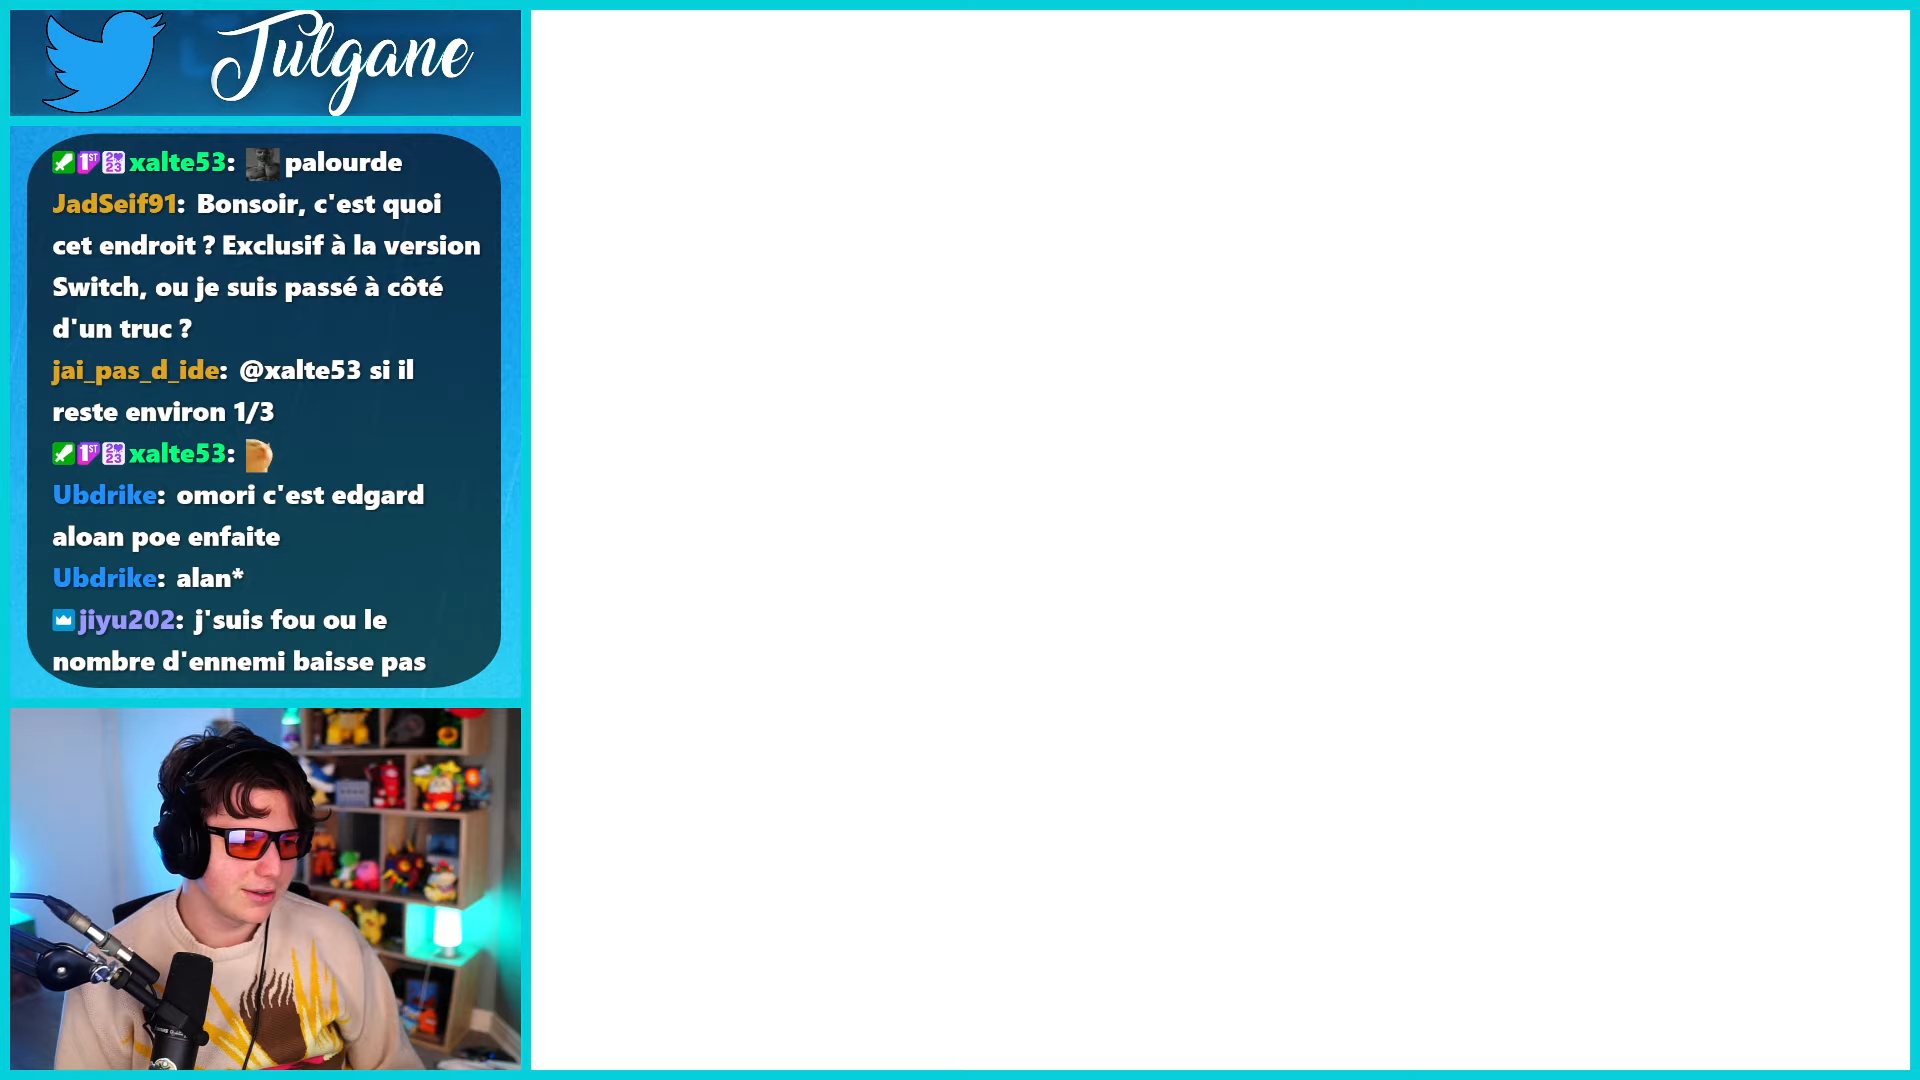 Julgane
xalte53: palourde
JadSeif91: Bonsoir, c'est quoi
cet endroit ? Exclusif à la version
Switch, ou je suis passé à côté
d'un truc ?
jai_pas_d_ide: @xalte53 si il
reste environ 1/3
xalte53:
Ubdrike: omori c'est edgard
aloan poe enfaite
Ubdrike: alan*
jiyu202: j'suis fou ou le
nombre d'ennemi baisse pas